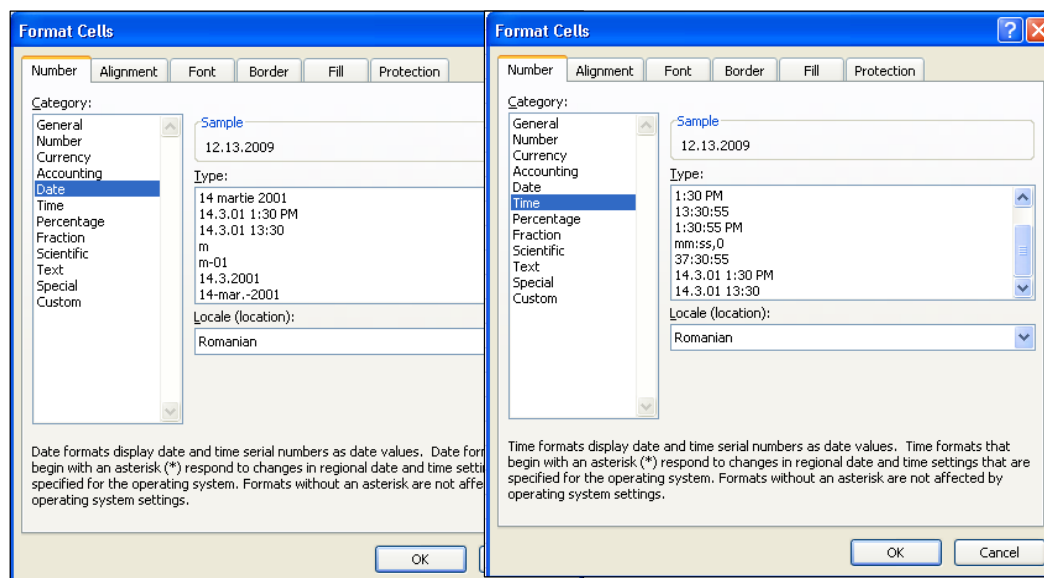 Format Cells
Number Alignment Font Border Fill Protection
Category:
General
Number
Currency
Accounting
Date
Time
Percentage
Fraction
Scientific
Text
Special
Custom
Sample
12.13.2009
Type:
14 martie 2001
14.3.01 1:30 PM
14.3.01 13:30
m
m-01
14.3.2001
14-mar.-2001
Locale (location):
Romanian
Date formats display date and time serial numbers as date values. Date for
begin with an asterisk (*) respond to changes in regional date and time setti
specified for the operating system. Formats without an asterisk are not affe
operating system settings.
OK
Format Cells
Number Alignment Font Border Fill Protection
Category:
General
Number
Currency
Accounting
Date
Time
Percentage
Fraction
Scientific
Text
Special
Custom
Sample
12.13.2009
Type:
1:30 PM
13:30:55
1:30:55 PM
mm:ss,0
37:30:55
14.3.01 1:30 PM
14.3.01 13:30
Locale (location):
Romanian
Time formats display date and time serial numbers as date values. Time formats that
begin with an asterisk (*) respond to changes in regional date and time settings that are
specified for the operating system. Formats without an asterisk are not affected by
operating system settings.
OK Cancel